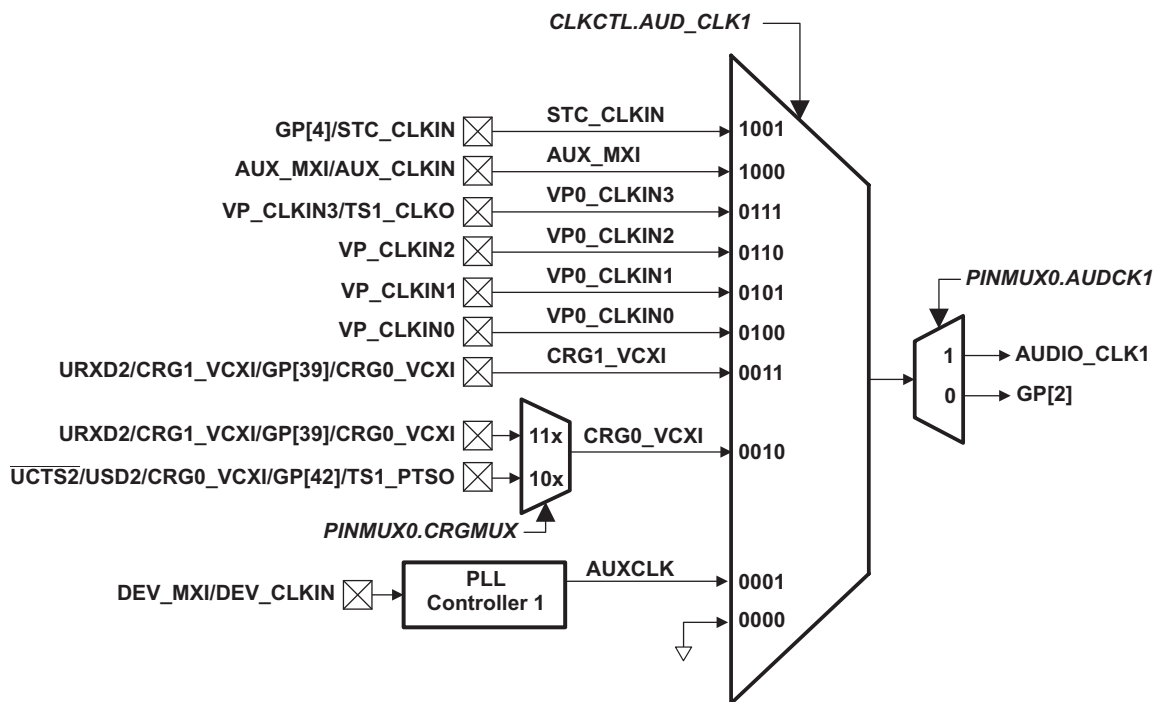 CLKCTL.AUD_CLK1
GP[4]/STC_CLKIN
STC_CLKIN
1001
AUX_MXI/AUX_CLKIN
AUX_MXI
1000
VP_CLKIN3/TS1_CLKO
VP0_CLKIN3
0111
VP_CLKIN2
VP0_CLKIN2
0110
VP_CLKIN1
VP0_CLKIN1
0101
PINMUX0.AUDCK1
VP_CLKIN0
VP0_CLKIN0
0100
URXD2/CRG1_VCXI/GP[39]/CRG0_VCXI
CRG1_VCXI
0011
1
AUDIO_CLK1
0
GP[2]
URXD2/CRG1_VCXI/GP[39]/CRG0_VCXI
11x
CRG0_VCXI
0010
UCTS2/USD2/CRG0_VCXI/GP[42]/TS1_PTSO
10x
PINMUX0.CRGMUX
DEV_MXI/DEV_CLKIN
PLL
Controller 1
AUXCLK
0001
0000